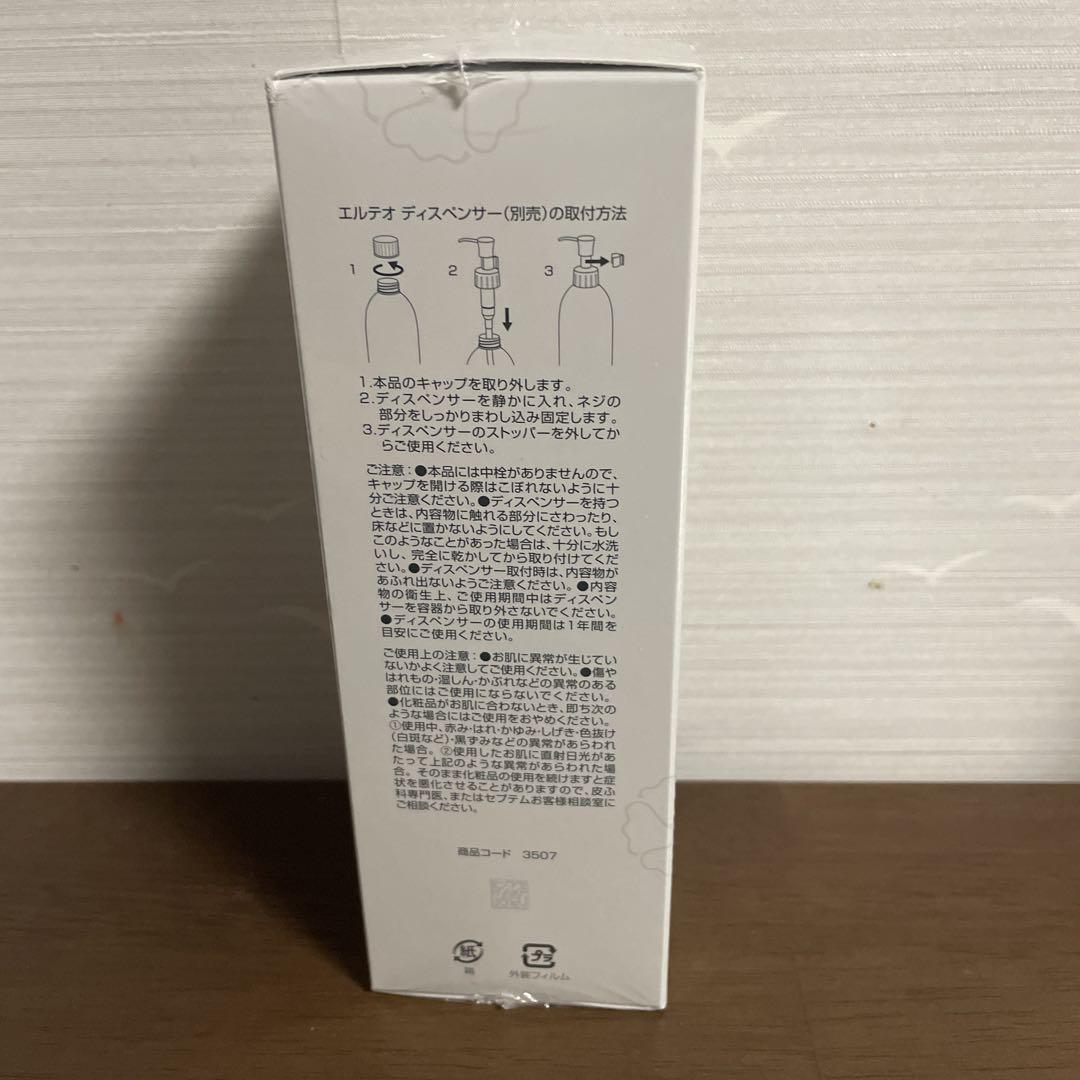 エルテオ ディスペンサー(別売)の取付方法
1
2
3
1.本品のキャップを取り外します。
2.ディスペンサーを静かに入れ、ネジの
部分をしっかりまわし込み固定します。
3.ディスペンサーのストッパーを外してか
らご使用ください。
ご注意：●本品には中栓がありませんので、
キャップを開ける際はこぼれないように十
分ご注意ください。●ディスペンサーを持つ
ときは、内容物に触れる部分にさわったり、
床などに置かないようにしてください。もし
このようなことがあった場合は、十分に水洗
いし、完全に乾かしてから取り付けてくだ
さい。●ディスペンサー取付時は、内容物が
あふれ出ないようご注意ください。●内容
物の衛生上、ご使用期間中はディスペン
サーを容器から取り外さないでください。
●ディスペンサーの使用期間は1年間を
目安にご使用ください。
ご使用上の注意：●お肌に異常が生じてい
ないかよく注意してご使用ください。●傷や
はれもの・湿しん・かぶれなどの異常のある
部位にはご使用にならないでください。
●化粧品がお肌に合わないとき、即ち次の
ような場合にはご使用をおやめください。
①使用中、赤み・はれ・かゆみ・しげき・色抜け
(白斑など)・黒ずみなどの異常があらわれ
た場合。②使用したお肌に直射日光があ
たって上記のような異常があらわれた場
合。そのまま化粧品の使用を続けますと症
状を悪化させることがありますので、皮ふ
科専門医、またはセプテムお客様相談室に
ご相談ください。
商品コード 3507
紙
プラ
箱
外装フィルム